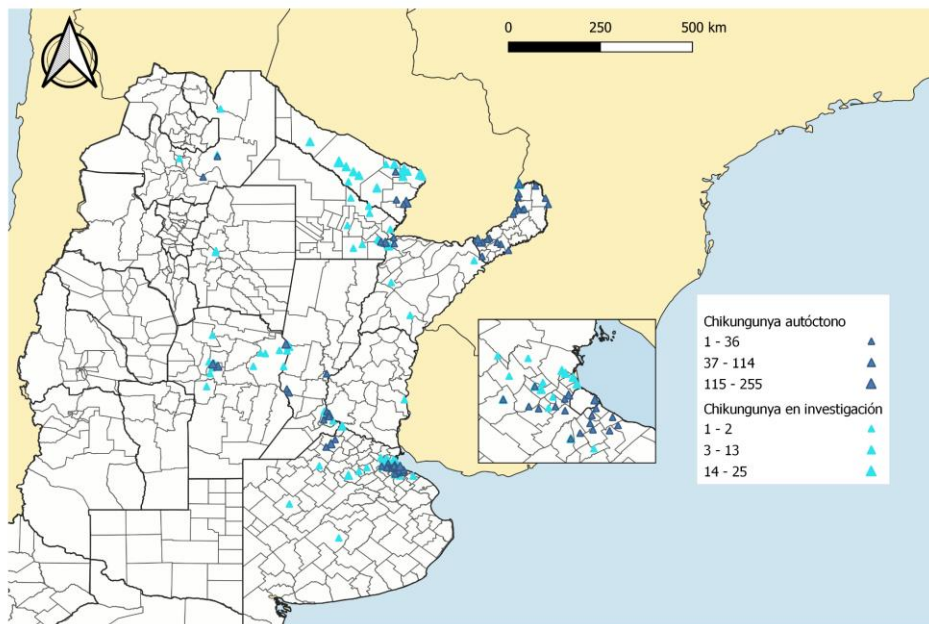 0 250 500 km
Chikungunya autóctono
1 - 36
37 - 114
115 - 255
Chikungunya en investigación
1 - 2
3 - 13
14 - 25